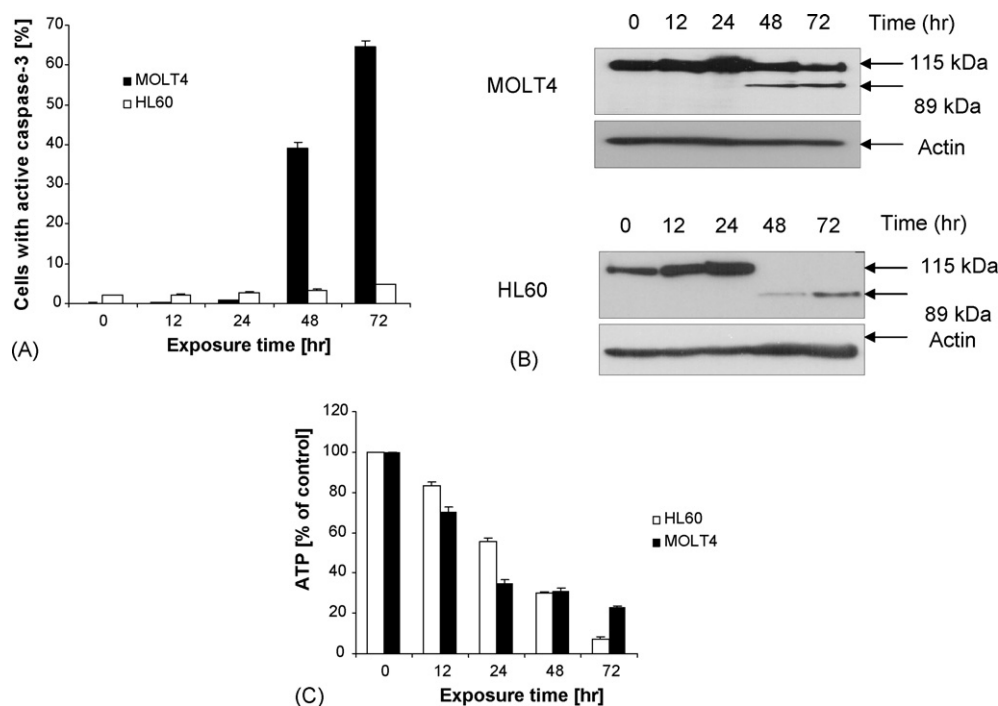 70
60
50
40
30
20
10
0
Cells with active caspase-3 [%]
MOLT4
HL60
0 12 24 48 72
Exposure time [hr]
(A)
0 12 24 48 72 Time (hr)
MOLT4
115 kDa
89 kDa
Actin
0 12 24 48 72 Time (hr)
HL60
115 kDa
89 kDa
Actin
(B)
120
100
80
60
40
20
0
ATP [% of control]
HL60
MOLT4
0 12 24 48 72
Exposure time [hr]
(C)